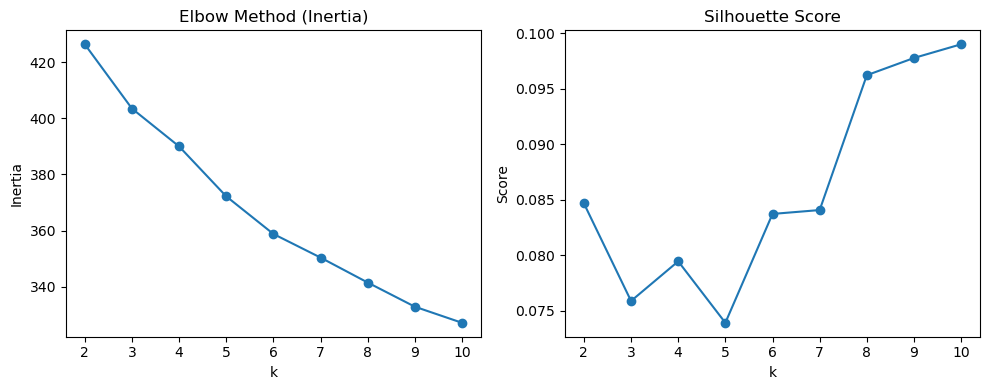 Elbow Method (Inertia)
Inertia
420
400
380
360
340
2 3 4 5 6 7 8 9 10
k
Silhouette Score
Score
0.100
0.095
0.090
0.085
0.080
0.075
2 3 4 5 6 7 8 9 10
k